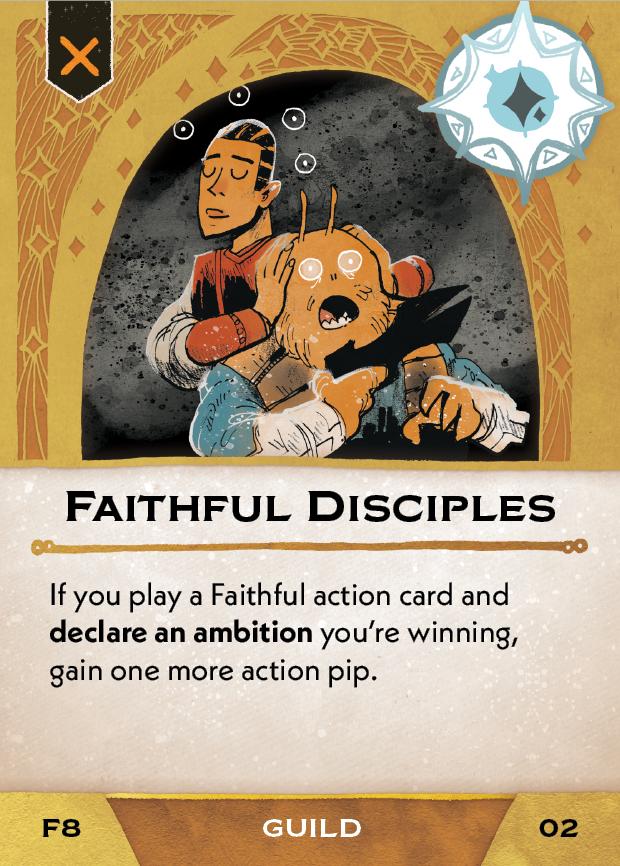 FAITHFUL DISCIPLES
If you play a Faithful action card and
declare an ambition you're winning,
gain one more action pip.
F8 GUILD 02